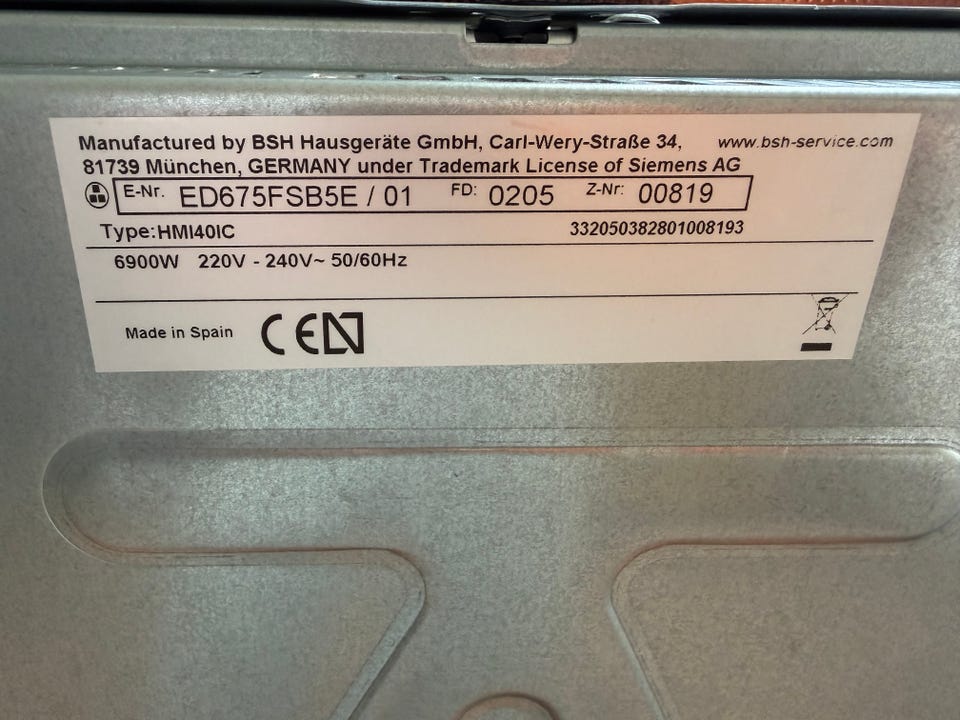 Manufactured by BSH Hausgeräte GmbH, Carl-Wery-Straße 34, www.bsh-service.com
81739 München, GERMANY under Trademark License of Siemens AG
E-Nr. ED675FSB5E / 01 FD: 0205 Z-Nr: 00819
Type:HMI40IC 332050382801008193
6900W 220V - 240V~ 50/60Hz
Made in Spain CE